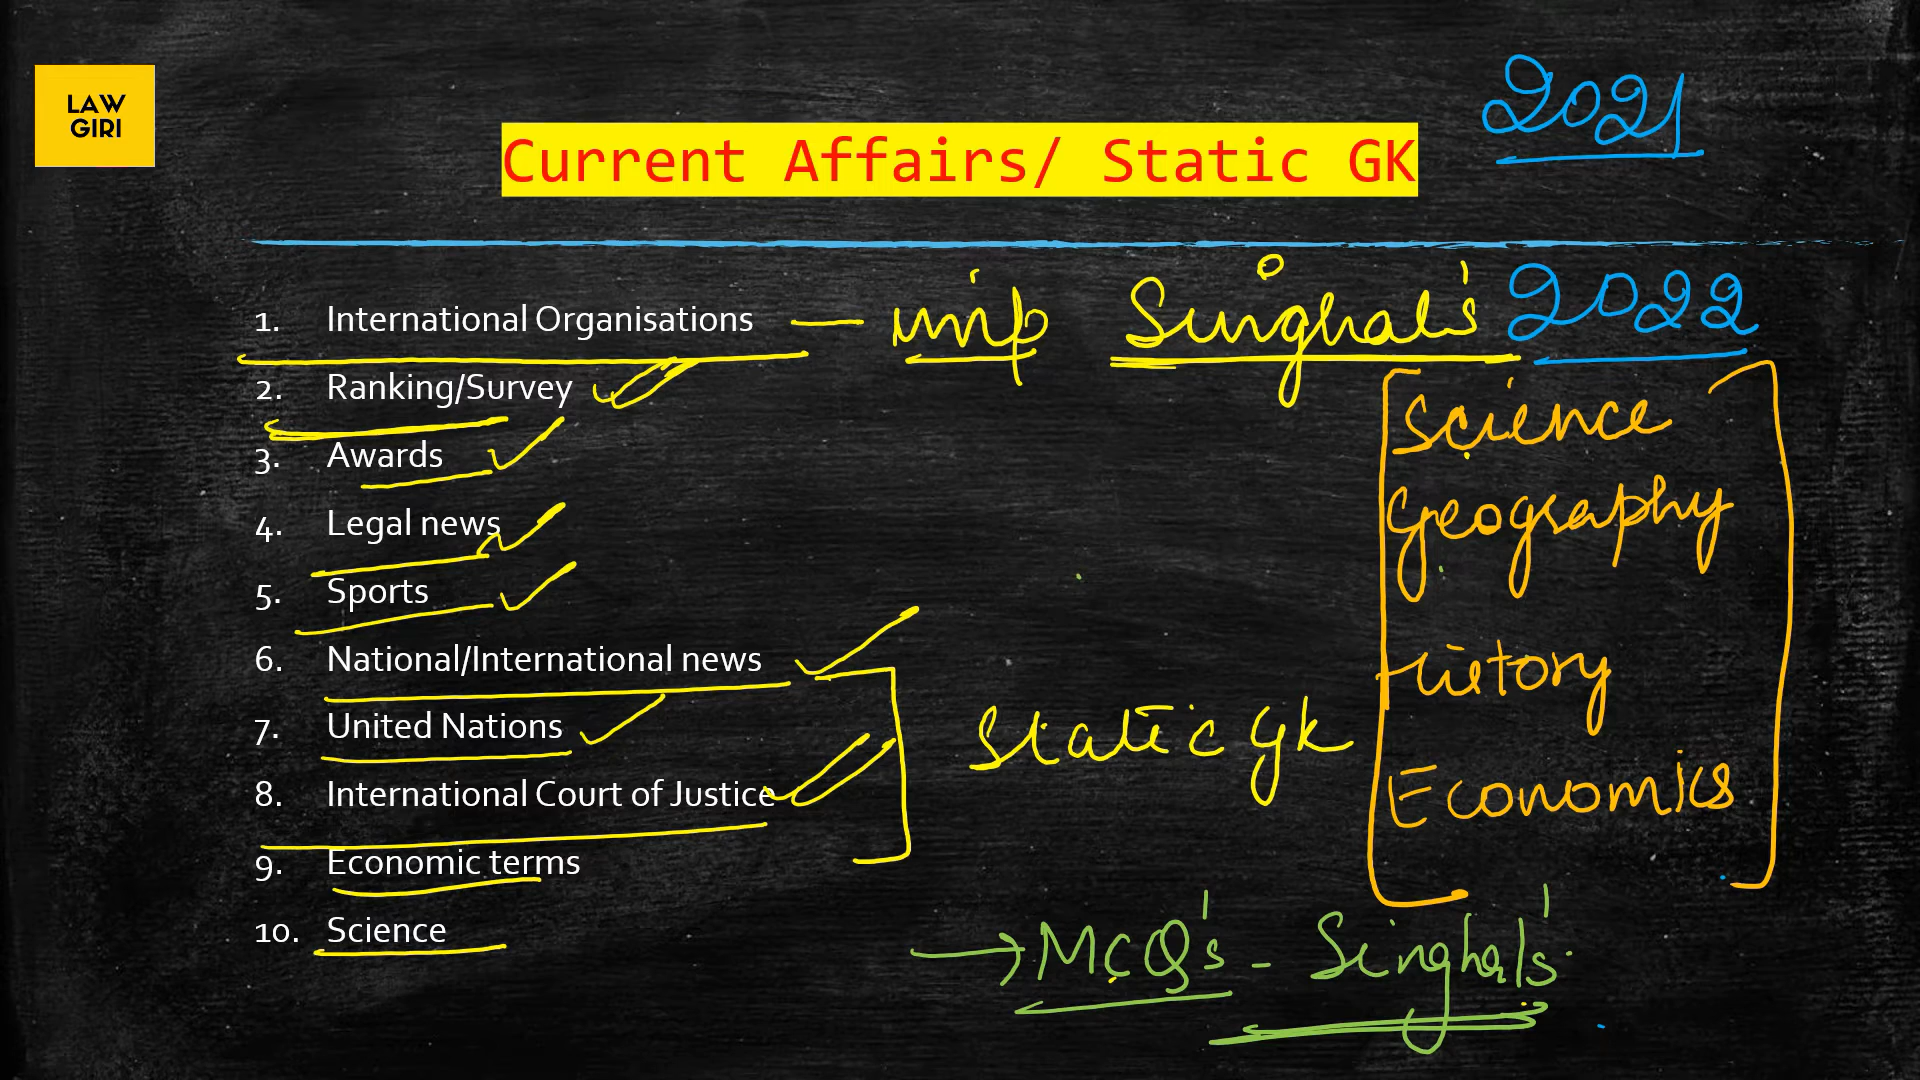 LAW
GIRI
2021
Current Affairs/ Static GK
1. International Organisations — imp Singhal's 2022
2. Ranking/Survey
3. Awards
4. Legal news
5. Sports
6. National/International news
7. United Nations
8. International Court of Justice
9. Economic terms
10. Science
Static GK
Science
Geography
History
Economics
→ MCQ's - Singhal's